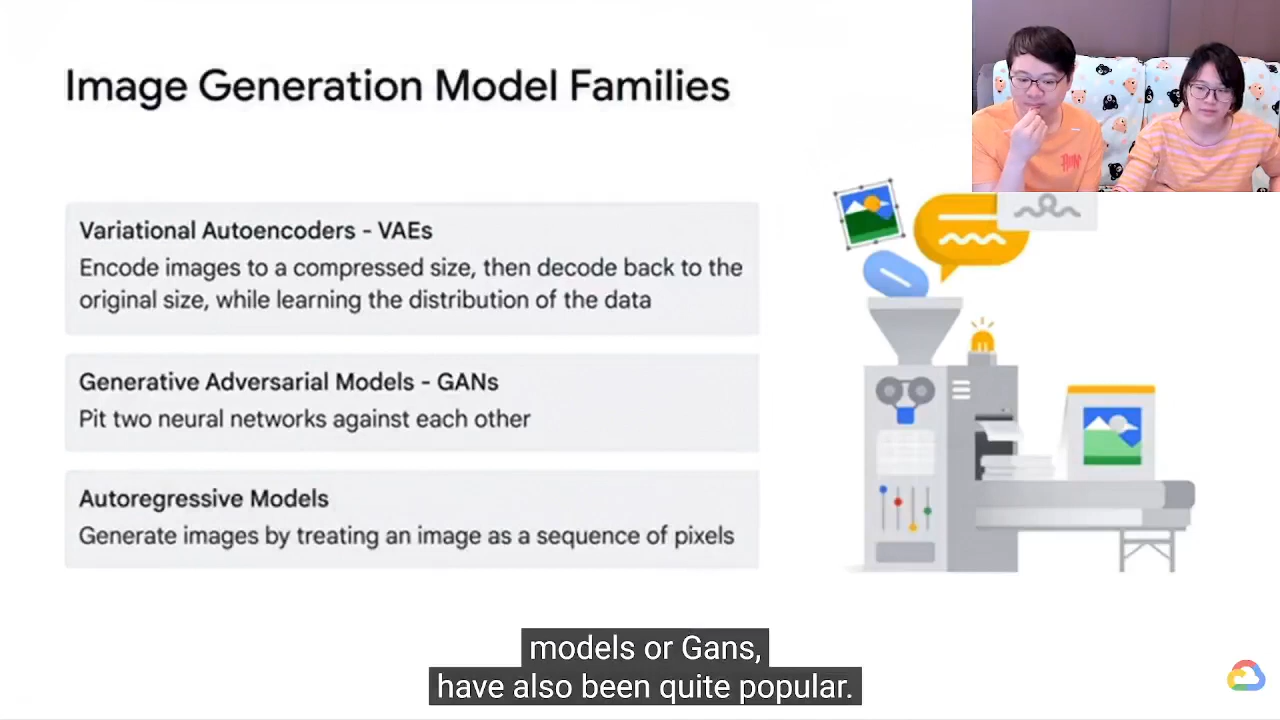 Image Generation Model Families
Variational Autoencoders - VAEs
Encode images to a compressed size, then decode back to the
original size, while learning the distribution of the data
Generative Adversarial Models - GANs
Pit two neural networks against each other
Autoregressive Models
Generate images by treating an image as a sequence of pixels
models or Gans,
have also been quite popular.